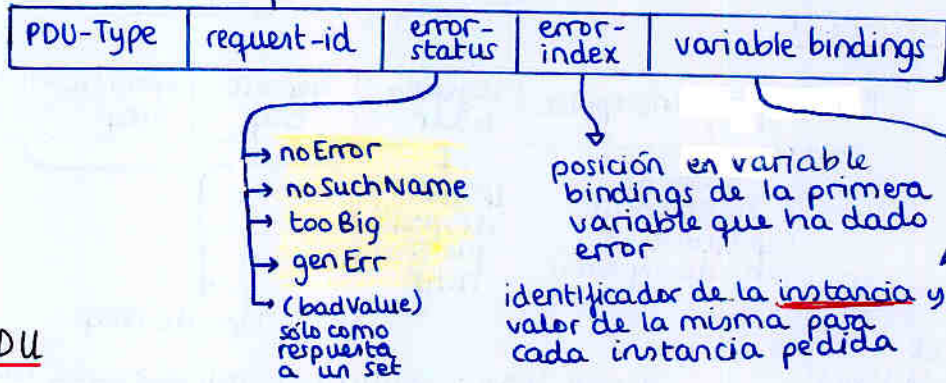 PDU-Type request-id error-status error-index variable bindings
→ noError
→ noSuchName
→ tooBig
→ genErr
→ (badValue)
sólo como
respuesta
a un set
posición en variable
bindings de la primera
variable que ha dado
error
identificador de la instancia y
valor de la misma para
cada instancia pedida
DU